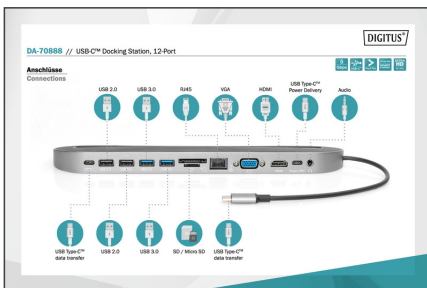 DIGITUS®
DA-70888 // USB-C™ Docking Station, 12-Port
Anschlüsse
Connections
USB 2.0
USB 3.0
RJ45
VGA
HDMI
USB Type-C™
Power Delivery
Audio
USB Type-C™
data transfer
USB 2.0
USB 3.0
SD / Micro SD
USB Type-C™
data transfer